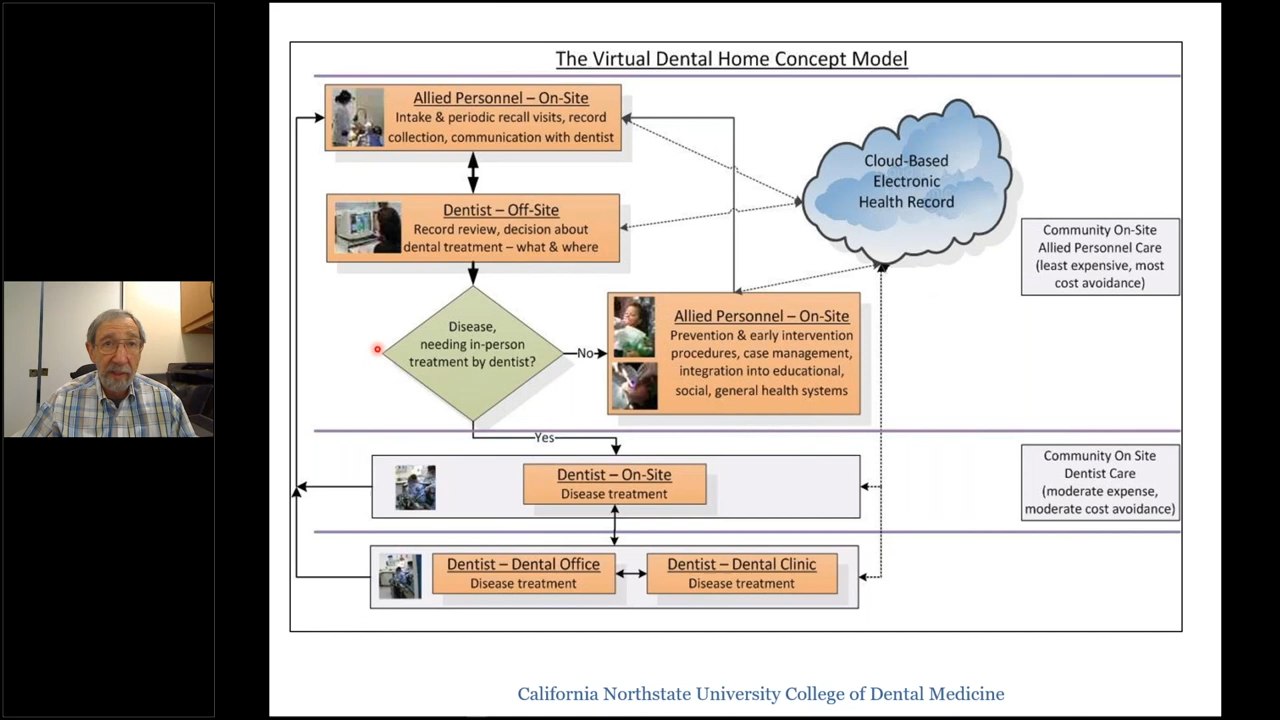 The Virtual Dental Home Concept Model
Allied Personnel – On-Site
Intake & periodic recall visits, record
collection, communication with dentist
Dentist – Off-Site
Record review, decision about
dental treatment – what & where
Cloud-Based
Electronic
Health Record
Community On-Site
Allied Personnel Care
(least expensive, most
cost avoidance)
Disease,
needing in-person
treatment by dentist?
No
Allied Personnel – On-Site
Prevention & early intervention
procedures, case management,
integration into educational,
social, general health systems
Yes
Dentist – On-Site
Disease treatment
Community On Site
Dentist Care
(moderate expense,
moderate cost avoidance)
Dentist – Dental Office
Disease treatment
Dentist – Dental Clinic
Disease treatment
California Northstate University College of Dental Medicine